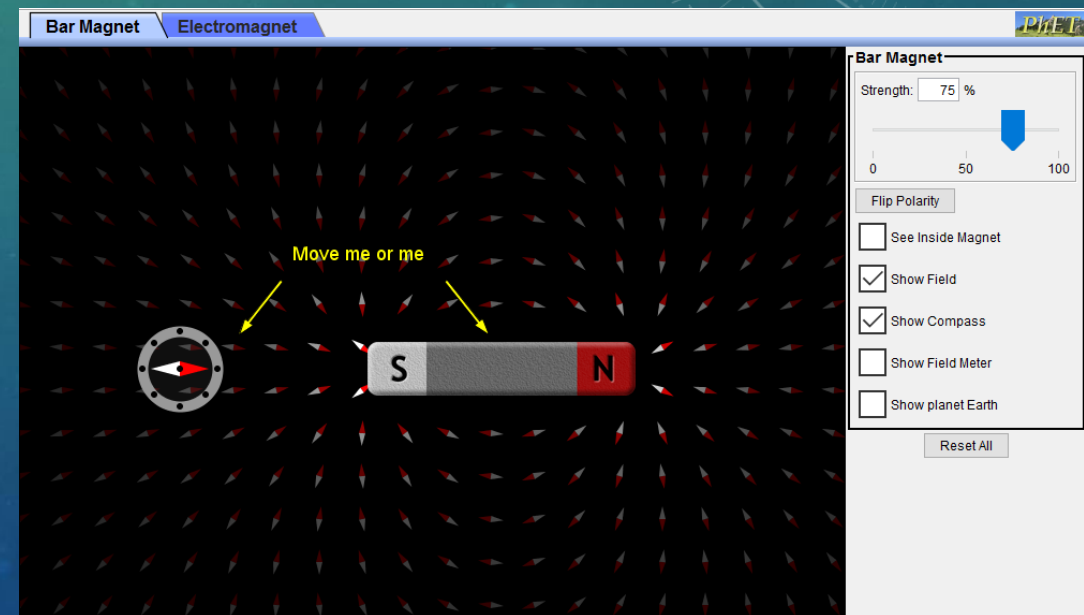 Bar Magnet Electromagnet
PhET
Bar Magnet
Strength: 75 %
0 50 100
Flip Polarity
See Inside Magnet
Show Field
Show Compass
Show Field Meter
Show planet Earth
Reset All
Move me or me
S N